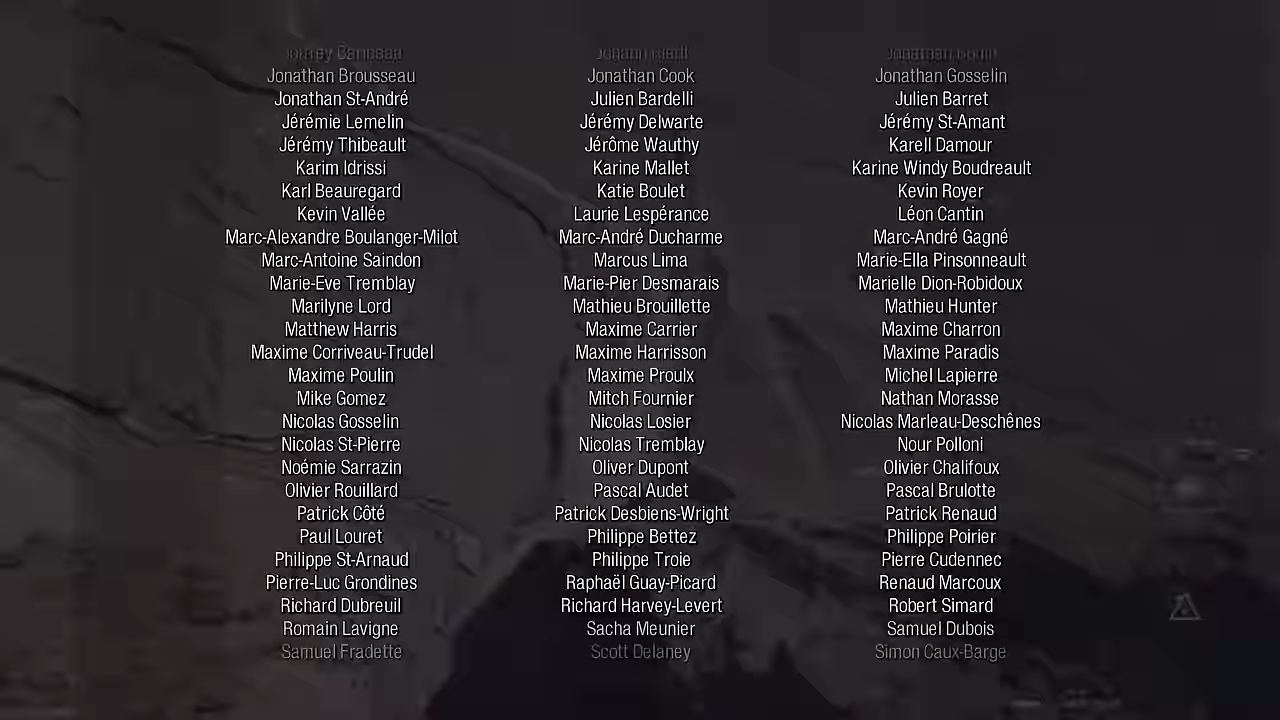 Jonathan Brousseau Jonathan Cook Jonathan Gosselin
Jonathan St-André Julien Bardelli Julien Barret
Jérémie Lemelin Jérémy Delwarte Jérémy St-Amant
Jérémy Thibeault Jérôme Wauthy Karell Damour
Karim Idrissi Karine Mallet Karine Windy Boudreault
Karl Beauregard Katie Boulet Kevin Royer
Kevin Vallée Laurie Lespérance Léon Cantin
Marc-Alexandre Boulanger-Milot Marc-André Ducharme Marc-André Gagné
Marc-Antoine Saindon Marcus Lima Marie-Ella Pinsonneault
Marie-Eve Tremblay Marie-Pier Desmarais Marielle Dion-Robidoux
Marilyne Lord Mathieu Brouillette Mathieu Hunter
Matthew Harris Maxime Carrier Maxime Charron
Maxime Corriveau-Trudel Maxime Harrisson Maxime Paradis
Maxime Poulin Maxime Proulx Michel Lapierre
Mike Gomez Mitch Fournier Nathan Morasse
Nicolas Gosselin Nicolas Losier Nicolas Marleau-Deschênes
Nicolas St-Pierre Nicolas Tremblay Nour Polloni
Noémie Sarrazin Oliver Dupont Olivier Chalifoux
Olivier Rouillard Pascal Audet Pascal Brulotte
Patrick Côté Patrick Desbiens-Wright Patrick Renaud
Paul Louret Philippe Bettez Philippe Poirier
Philippe St-Arnaud Philippe Troie Pierre Cudennec
Pierre-Luc Grondines Raphaël Guay-Picard Renaud Marcoux
Richard Dubreuil Richard Harvey-Levert Robert Simard
Romain Lavigne Sacha Meunier Samuel Dubois
Samuel Fradette Scott Delaney Simon Caux-Barge